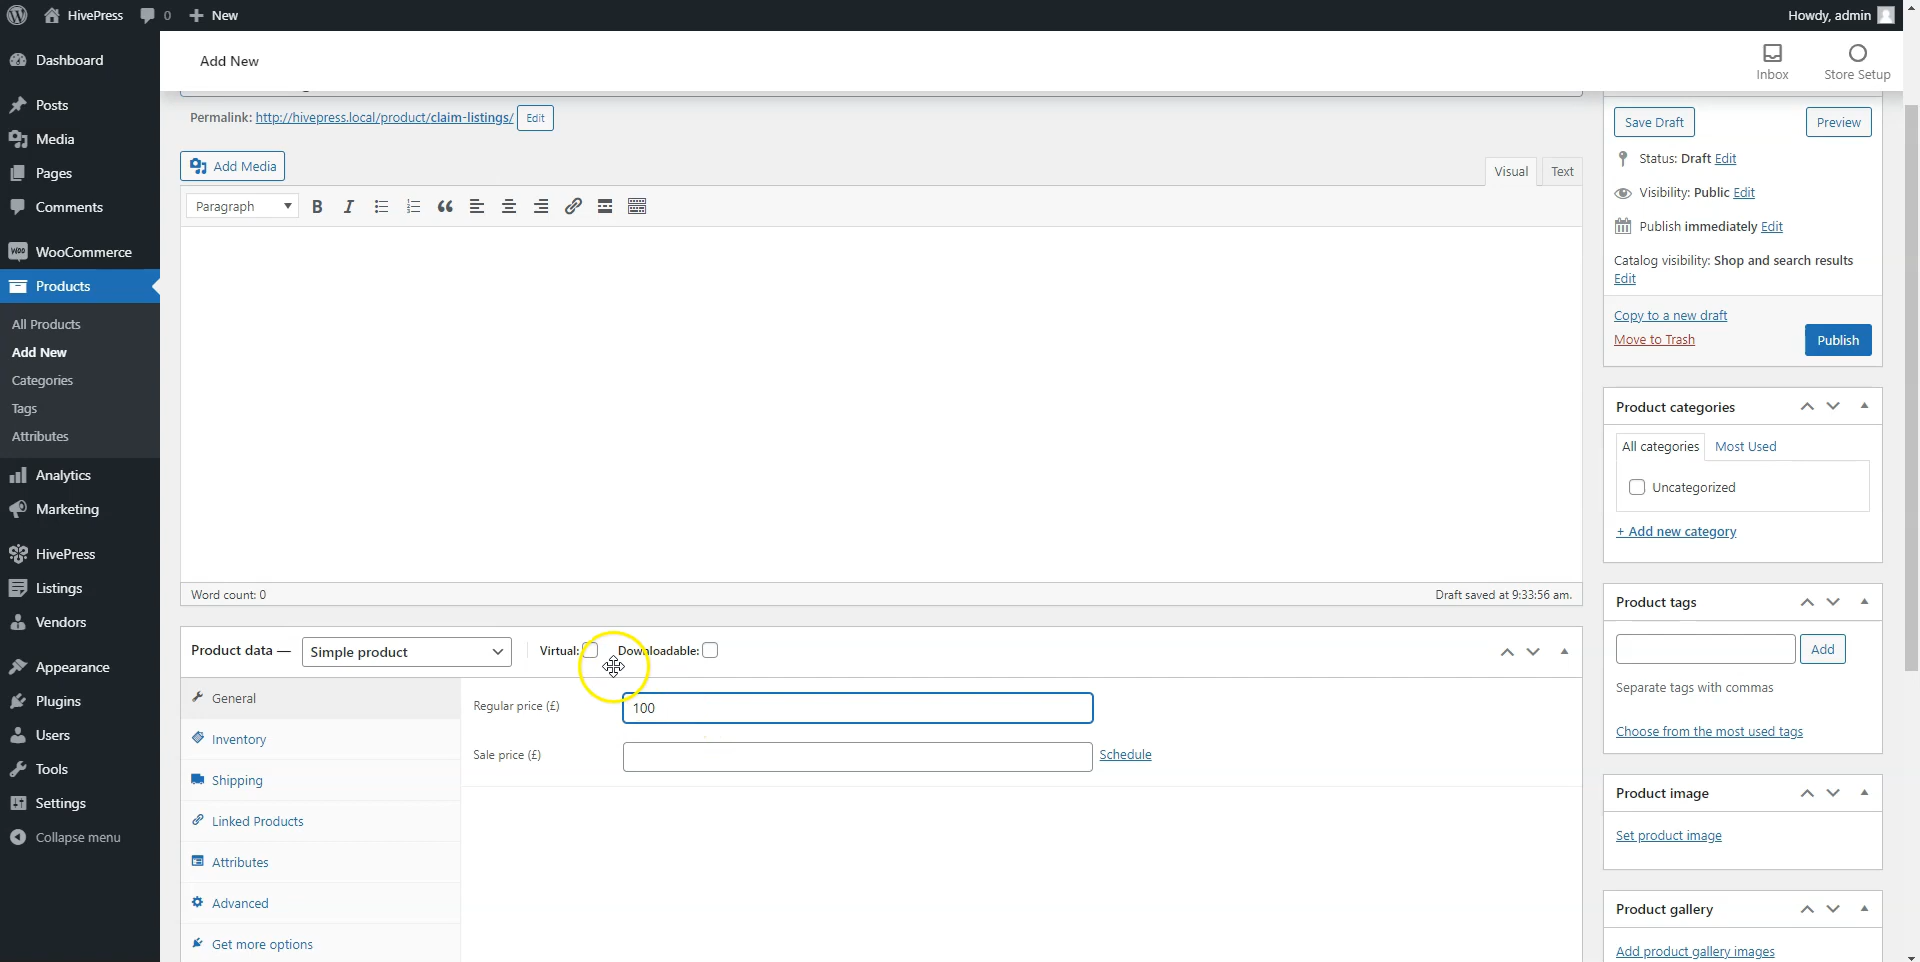 HivePress 0 New Howdy, admin
Dashboard
Posts
Media
Pages
Comments
WooCommerce
Products
All Products
Add New
Categories
Tags
Attributes
Analytics
Marketing
HivePress
Listings
Vendors
Appearance
Plugins
Users
Tools
Settings
Collapse menu
Add New
Inbox
Store Setup
Permalink: http://hivepress.local/product/claim-listings/ Edit
Add Media
Visual Text
Paragraph
Word count: 0 Draft saved at 9:33:56 am.
Product data — Simple product Virtual: Downloadable:
General
Inventory
Shipping
Linked Products
Attributes
Advanced
Get more options
Regular price (£) 100
Sale price (£) Schedule
Save Draft Preview
Status: Draft Edit
Visibility: Public Edit
Publish immediately Edit
Catalog visibility: Shop and search results
Edit
Copy to a new draft
Move to Trash
Publish
Product categories
All categories Most Used
Uncategorized
+ Add new category
Product tags
Add
Separate tags with commas
Choose from the most used tags
Product image
Set product image
Product gallery
Add product gallery images